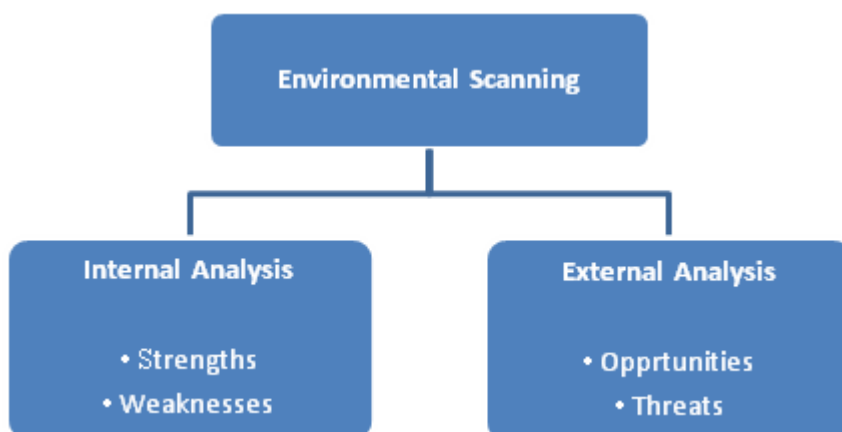 Environmental Scanning
Internal Analysis
• Strengths
• Weaknesses
External Analysis
• Opprtunities
• Threats